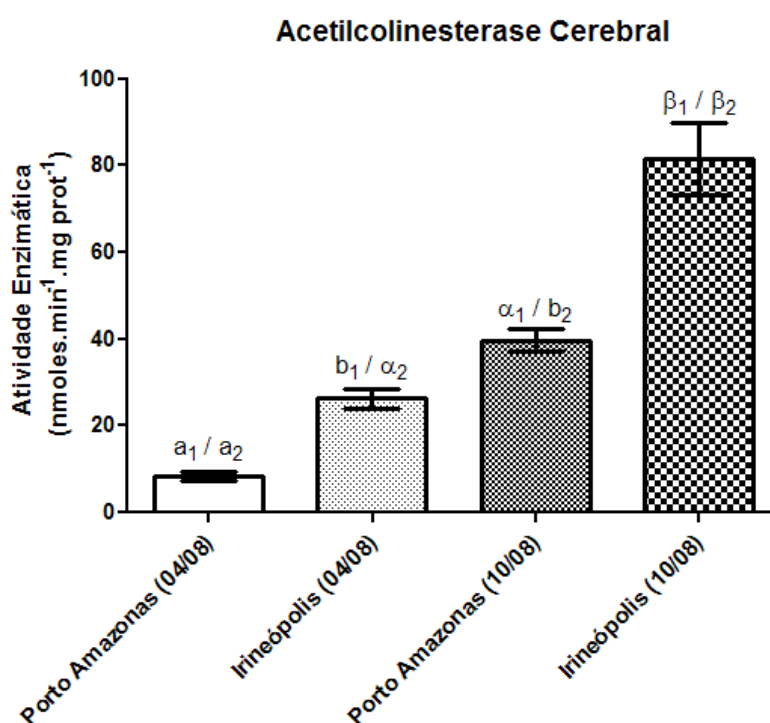 Acetilcolinesterase Cerebral
Atividade Enzimática
(nmoles.min⁻¹.mg prot⁻¹)
100
80
60
40
20
0
a₁ / a₂
b₁ / α₂
α₁ / b₂
β₁ / β₂
Porto Amazonas (04/08)
Irineópolis (04/08)
Porto Amazonas (10/08)
Irineópolis (10/08)